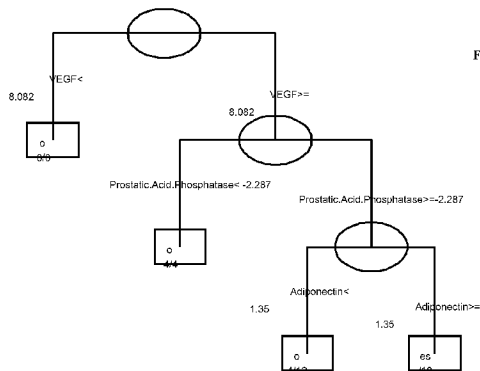 F
VEGF<
8.082
VEGF>=
8.082
o
Prostatic.Acid.Phosphatase< -2.287
Prostatic.Acid.Phosphatase>=-2.287
o
4/4
Adiponectin<
1.35
Adiponectin>=
1.35
o
es